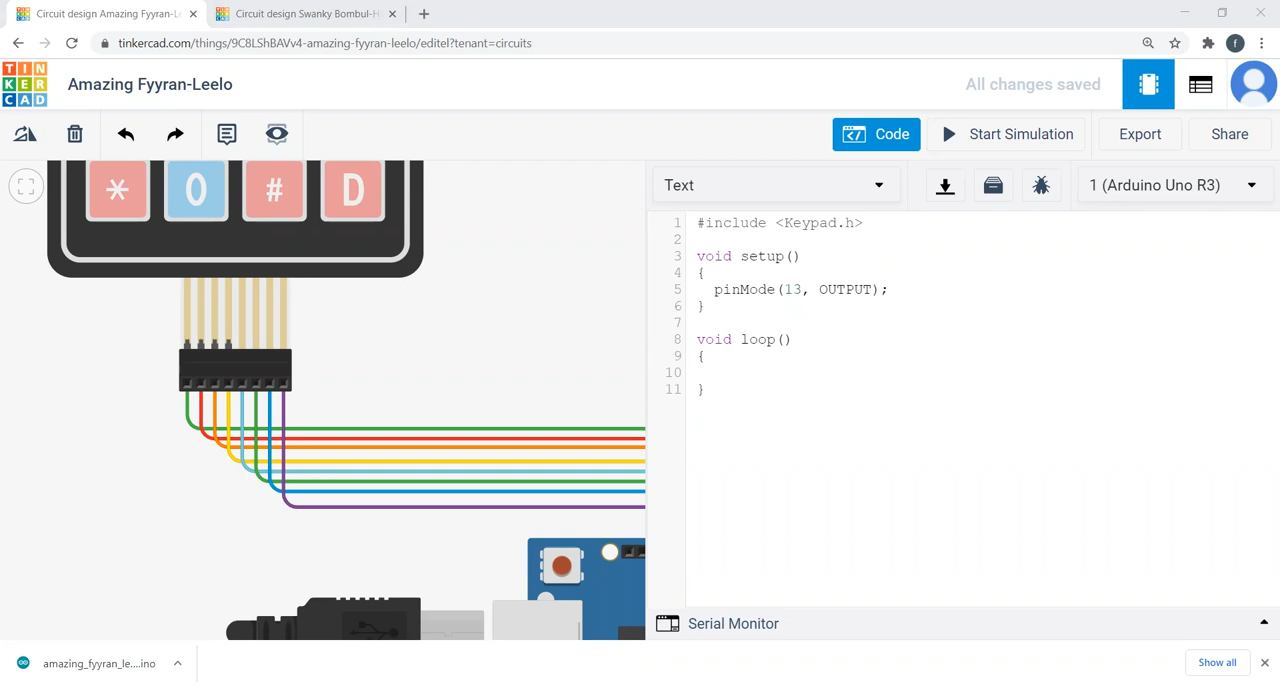 Circuit design Amazing Fyyran-Le
Circuit design Swanky Bombul-Hi
tinkercad.com/things/9C8LShBAVv4-amazing-fyyran-leelo/editel?tenant=circuits
f
TIN
KER
CAD
Amazing Fyyran-Leelo
All changes saved
Code
Start Simulation
Export
Share
* 0 # D
Text
1 (Arduino Uno R3)
1 #include <Keypad.h>
2
3 void setup()
4 {
5 pinMode(13, OUTPUT);
6 }
7
8 void loop()
9 {
10
11 }
Serial Monitor
amazing_fyyran_le....ino
Show all